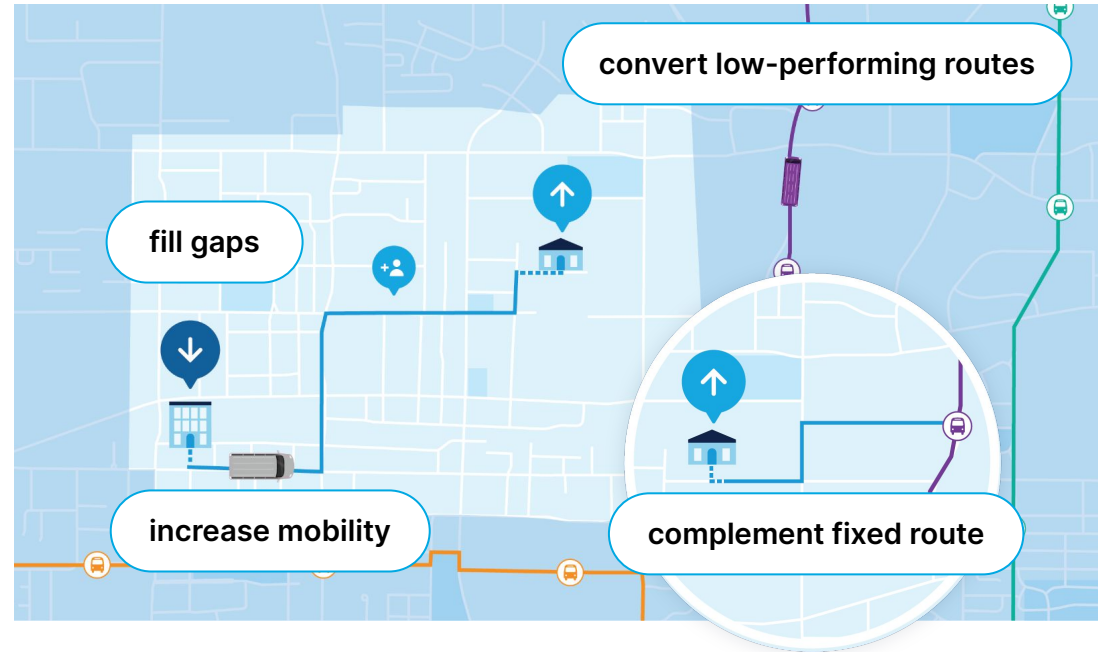 convert low-performing routes
fill gaps
increase mobility
complement fixed route